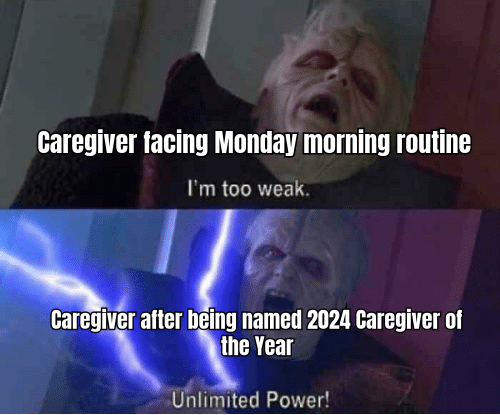 Caregiver facing Monday morning routine
I'm too weak.
Caregiver after being named 2024 Caregiver of
the Year
Unlimited Power!